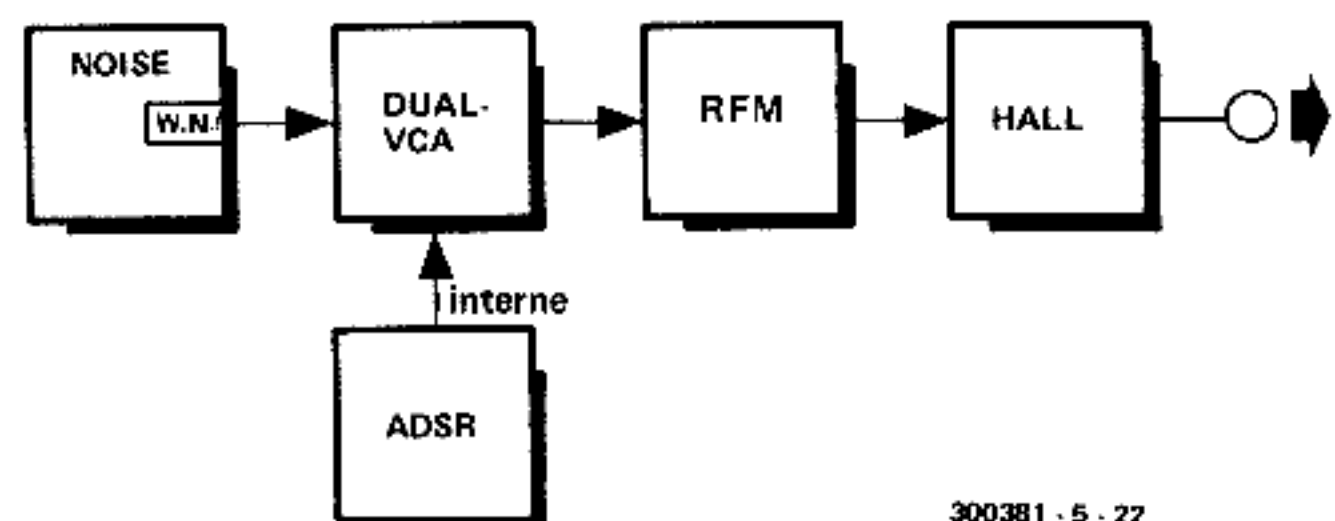 NOISE
W.N.
DUAL-
VCA
RFM
HALL
interne
ADSR
300381 - 5 - 22